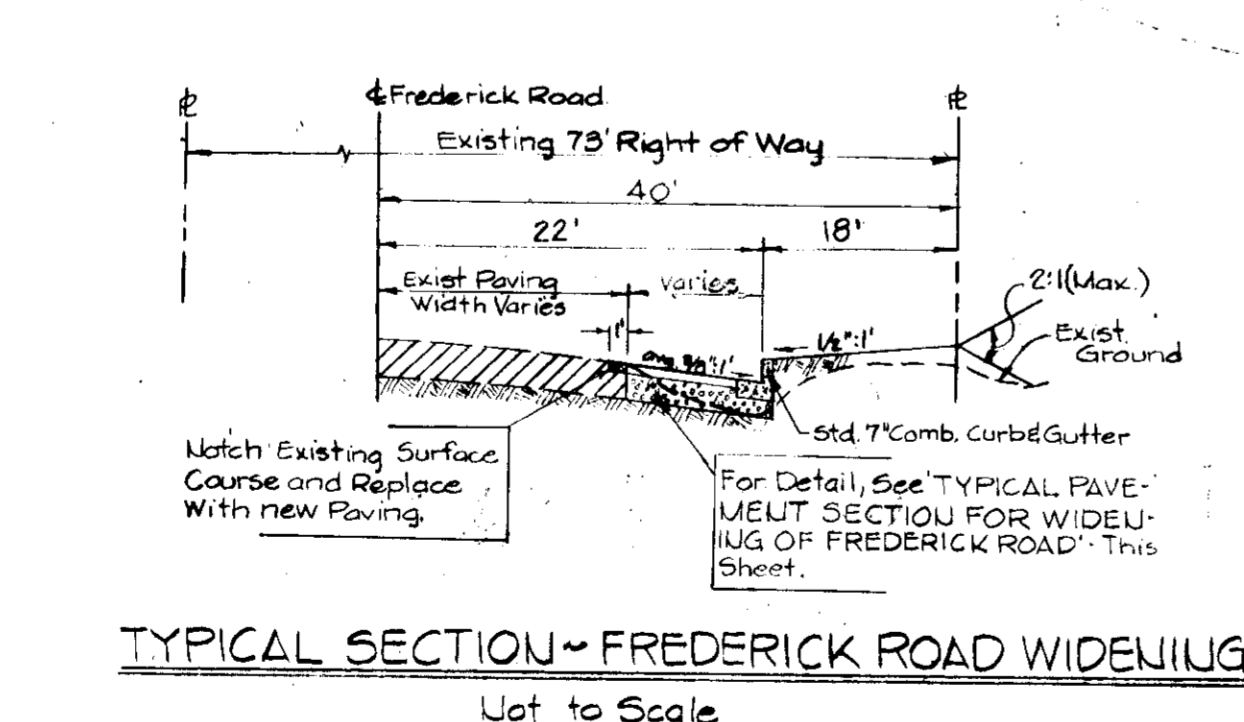 ℄ Frederick Road
Existing 73' Right of Way
40'
22' 18'
Exist Paving
Width Varies
varies
1'
1/2":1'
2:1(Max.)
Exist.
Ground
Std. 7" Comb. Curb & Gutter
Notch Existing Surface
Course and Replace
With new Paving.
For Detail, See 'TYPICAL PAVE-
MENT SECTION FOR WIDEN-
ING OF FREDERICK ROAD' - This
Sheet.
TYPICAL SECTION ~ FREDERICK ROAD WIDENING
Not to Scale